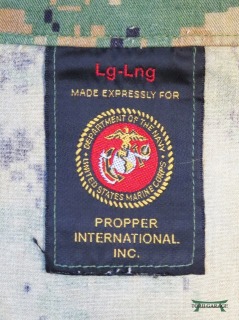 Lg-Lng
MADE EXPRESSLY FOR
DEPARTMENT OF THE NAVY
UNITED STATES MARINE CORPS
PROPPER
INTERNATIONAL
INC.